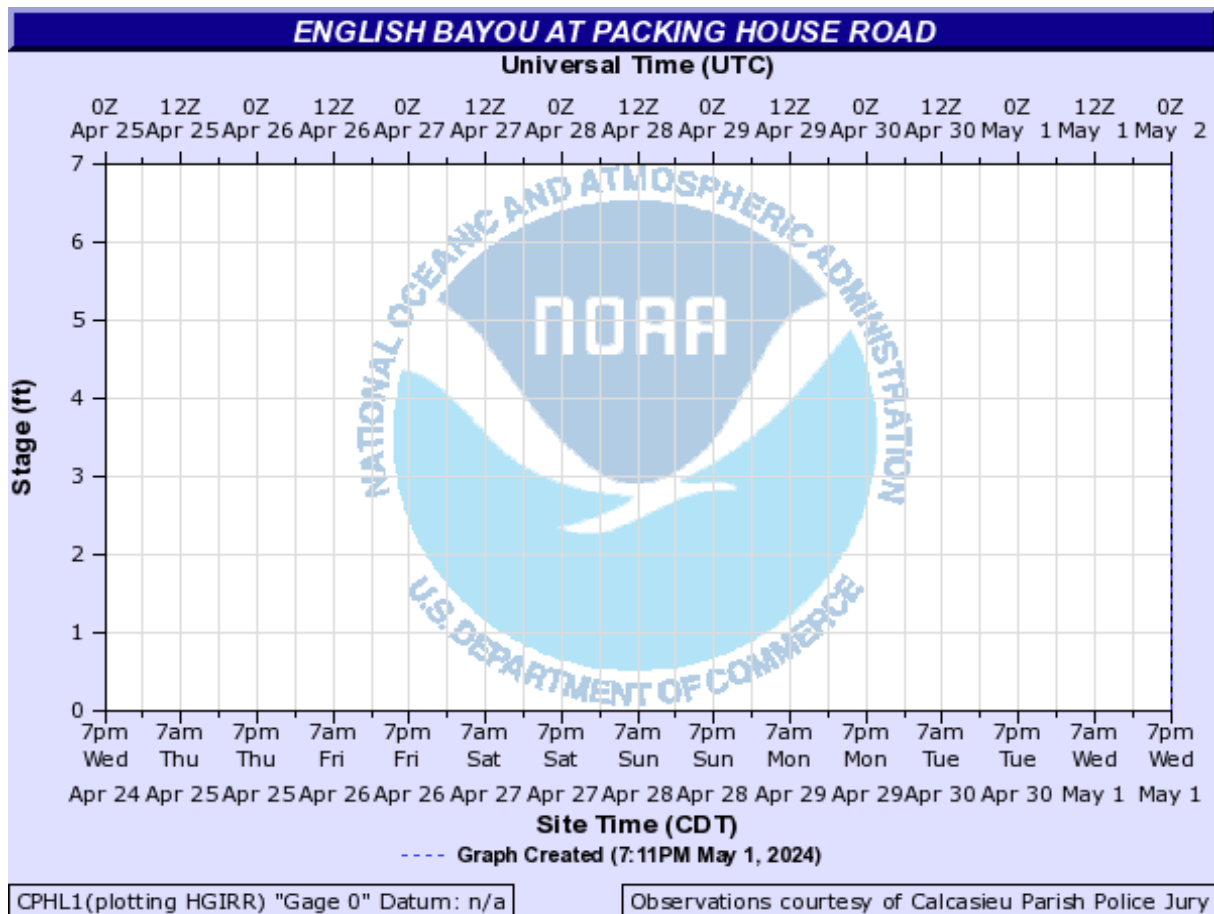 ENGLISH BAYOU AT PACKING HOUSE ROAD
Universal Time (UTC)
0Z 12Z 0Z 12Z 0Z 12Z 0Z 12Z 0Z 12Z 0Z 12Z 0Z 12Z 0Z
Apr 25 Apr 25 Apr 26 Apr 26 Apr 27 Apr 27 Apr 28 Apr 28 Apr 29 Apr 29 Apr 30 Apr 30 May 1 May 1 May 2
7
6
5
4
3
2
1
0
Stage (ft)
NATIONAL OCEANIC AND ATMOSPHERIC ADMINISTRATION
NOAA
U.S. DEPARTMENT OF COMMERCE
7pm 7am 7pm 7am 7pm 7am 7pm 7am 7pm 7am 7pm 7am 7pm 7am 7pm
Wed Thu Thu Fri Fri Sat Sat Sun Sun Mon Mon Tue Tue Wed Wed
Apr 24 Apr 25 Apr 25 Apr 26 Apr 26 Apr 27 Apr 27 Apr 28 Apr 28 Apr 29 Apr 29 Apr 30 Apr 30 May 1 May 1
Site Time (CDT)
Graph Created (7:11PM May 1, 2024)
CPHL1(plotting HGIRR) "Gage 0" Datum: n/a
Observations courtesy of Calcasieu Parish Police Jury